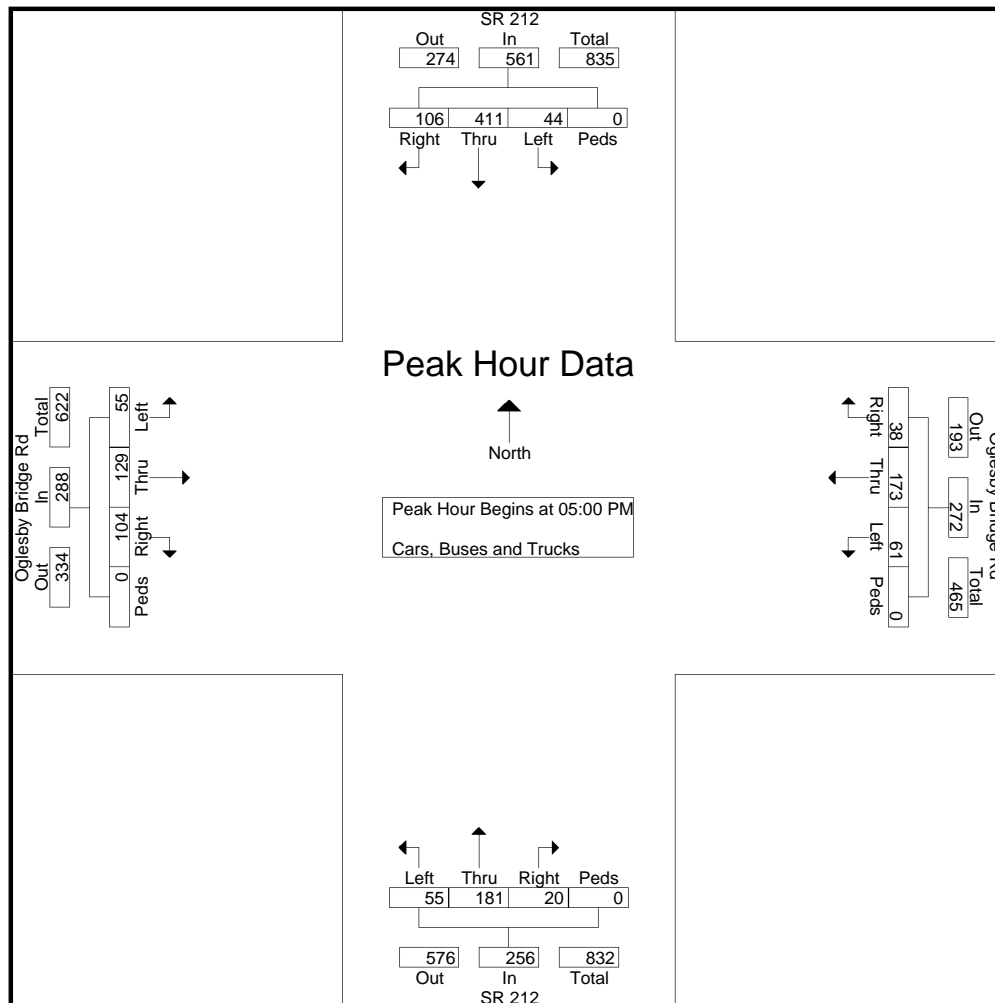 SR 212
Out In Total
274 561 835
106 411 44 0
Right Thru Left Peds
Peak Hour Data
North
Peak Hour Begins at 05:00 PM
Cars, Buses and Trucks
Oglesby Bridge Rd
Out In Total
334 288 622
Left Thru Right Peds
55 129 104 0
Right Thru Left Peds
38 173 61 0
Out In Total
193 272 465
Oglesby Bridge Rd
Left Thru Right Peds
55 181 20 0
576 256 832
Out In Total
SR 212